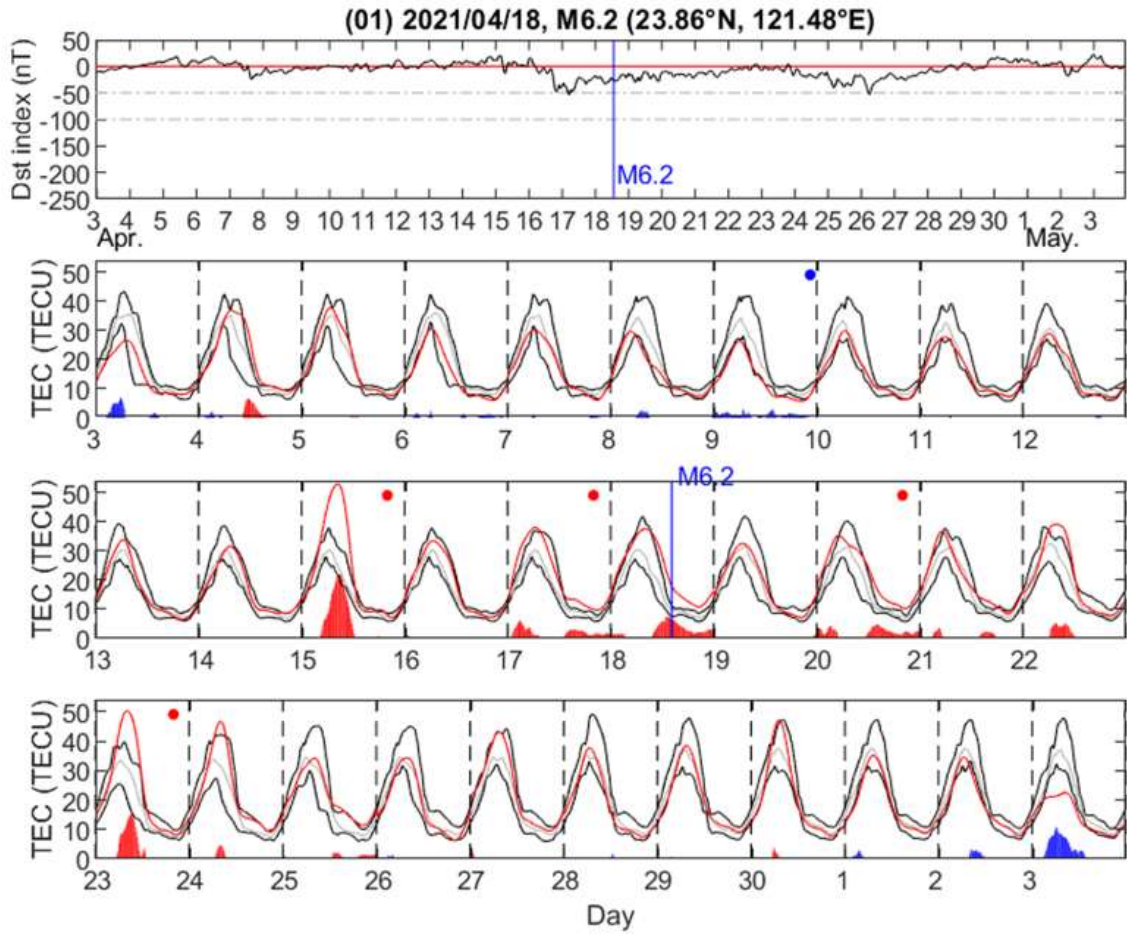 (01) 2021/04/18, M6.2 (23.86°N, 121.48°E)
Dst index (nT)
50
0
-50
-100
-150
-200
-250
M6.2
3 4 5 6 7 8 9 10 11 12 13 14 15 16 17 18 19 20 21 22 23 24 25 26 27 28 29 30 1 2 3
Apr. May.
TEC (TECU)
50
40
30
20
10
0
3 4 5 6 7 8 9 10 11 12
M6.2
TEC (TECU)
50
40
30
20
10
0
13 14 15 16 17 18 19 20 21 22
TEC (TECU)
50
40
30
20
10
0
23 24 25 26 27 28 29 30 1 2 3
Day